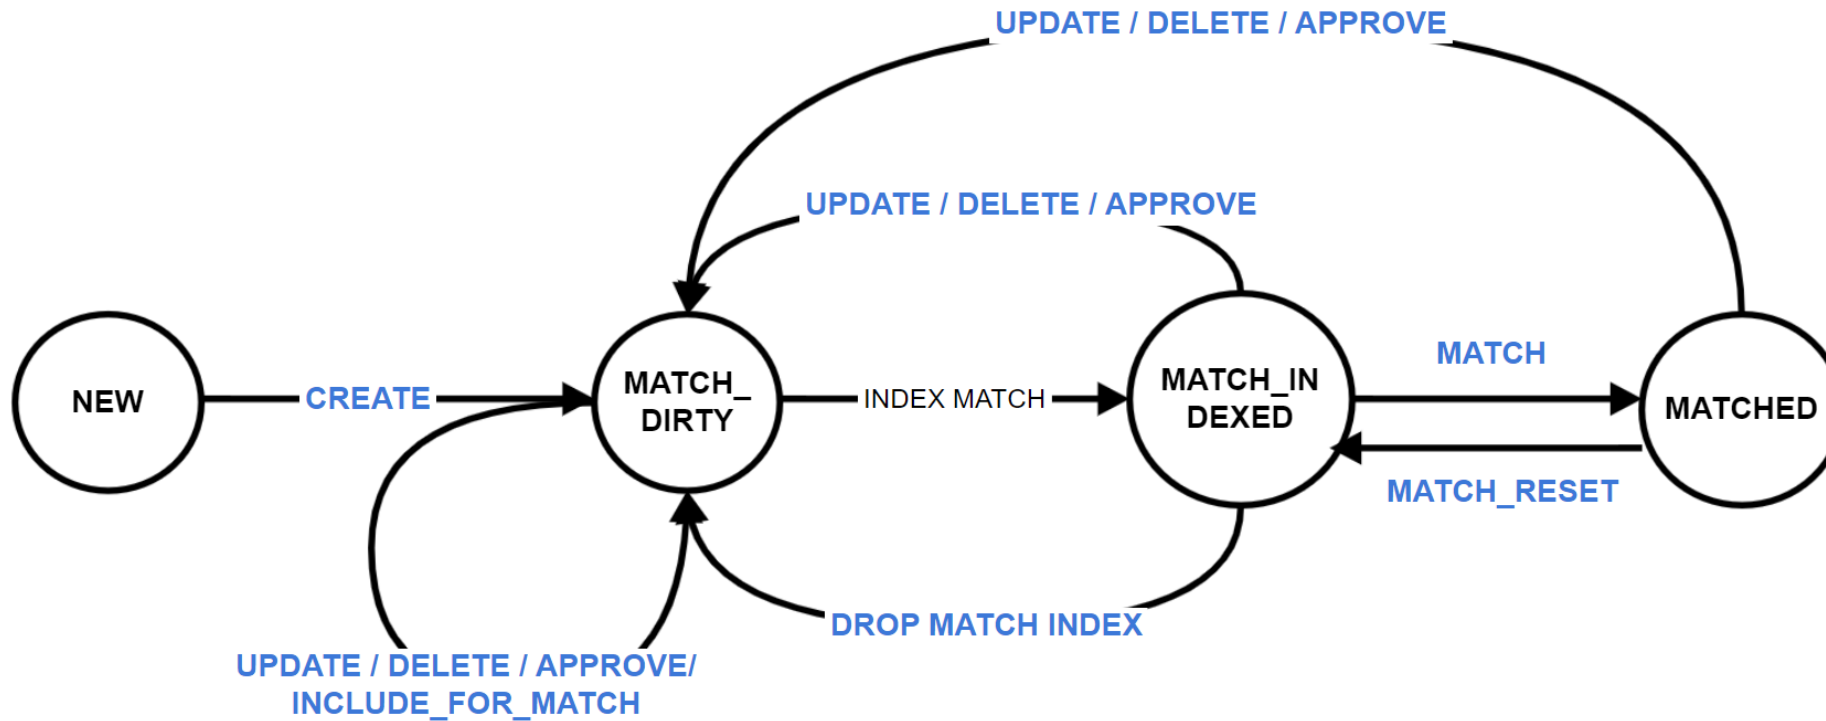 UPDATE / DELETE / APPROVE
UPDATE / DELETE / APPROVE
NEW
CREATE
MATCH_
DIRTY
INDEX MATCH
MATCH_IN
DEXED
MATCH
MATCHED
MATCH_RESET
DROP MATCH INDEX
UPDATE / DELETE / APPROVE/
INCLUDE_FOR_MATCH